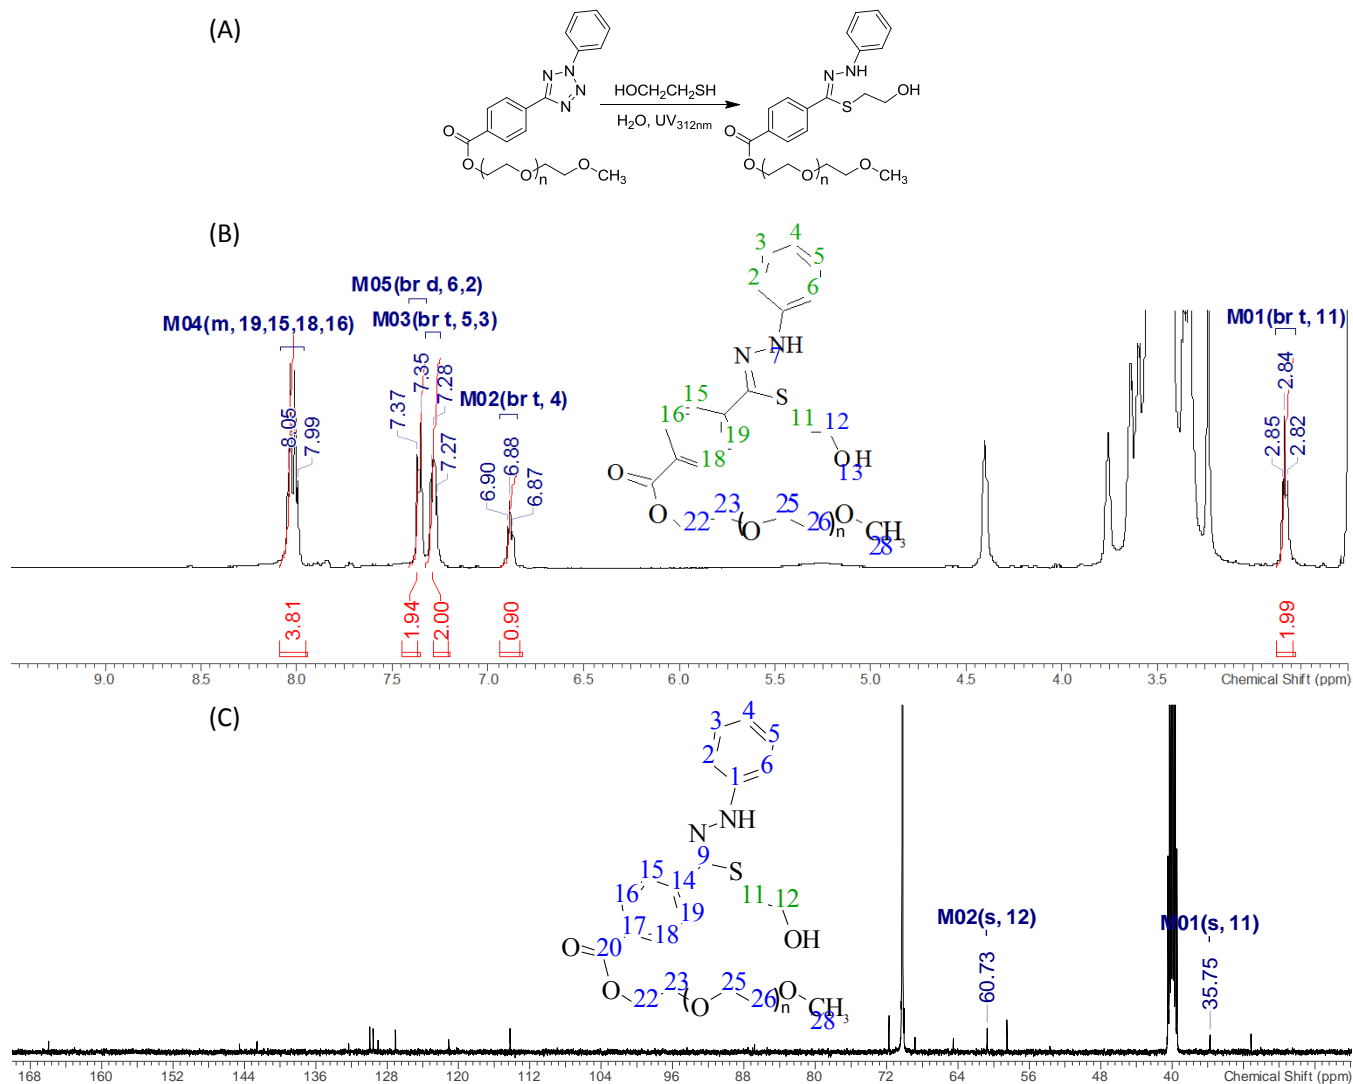 (A)
N
N
N
N
O
O
O
O
CH3
n
HOCH2CH2SH
H2O, UV312nm
N
NH
S
OH
O
O
O
O
CH3
n
(B)
M05(br d, 6,2)
M03(br t, 5,3)
M04(m, 19,15,18,16)
M02(br t, 4)
M01(br t, 11)
8.05
7.99
7.37
7.35
7.28
7.27
6.90
6.88
6.87
2.85
2.84
2.82
3 4
5
2
6
N
NH
7
15
16
19
18
S
11
12
OH
13
O
O
22
23
O
25
26
n
O
CH3
28
3.81
1.94
2.00
0.90
1.99
9.0 8.5 8.0 7.5 7.0 6.5 6.0 5.5 5.0 4.5 4.0 3.5 Chemical Shift (ppm)
(C)
3 4
5
2
1 6
N
NH
9
S
15
14
16
19
17
18
11
12
OH
O
20
O
22
23
O
25
26
n
O
CH3
28
M02(s, 12)
M01(s, 11)
60.73
35.75
168 160 152 144 136 128 120 112 104 96 88 80 72 64 56 48 40 Chemical Shift (ppm)